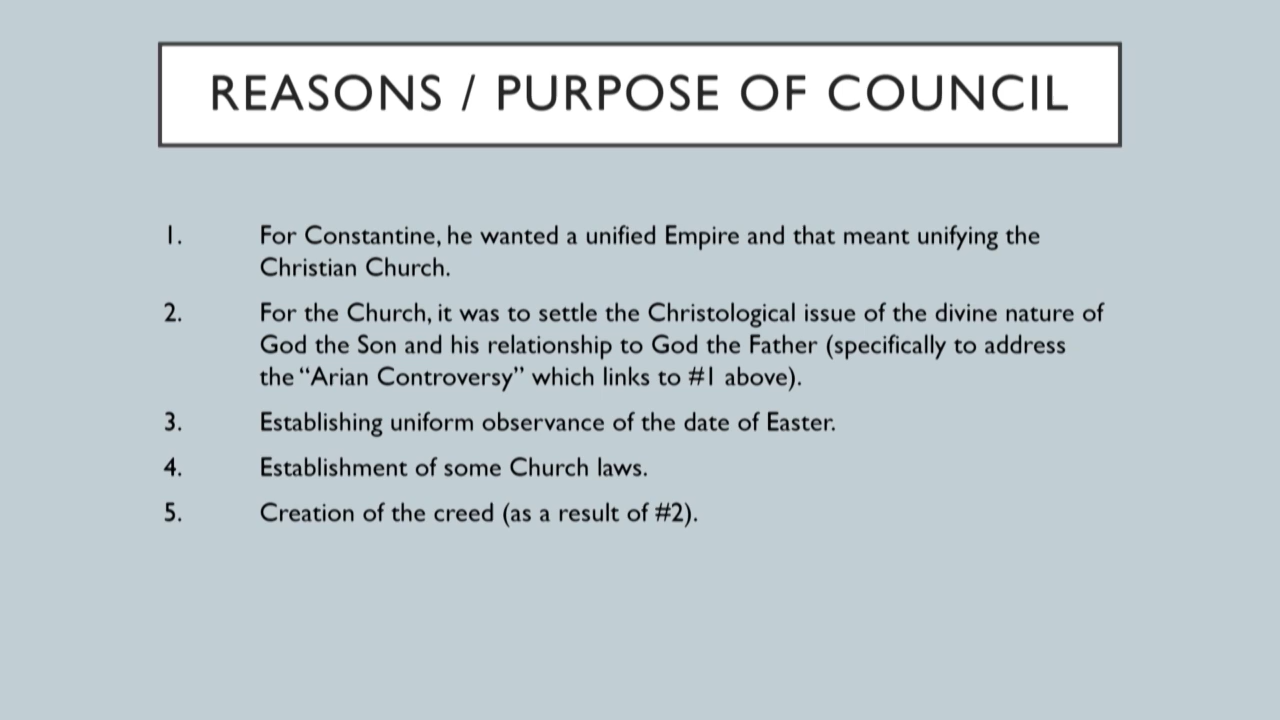 REASONS / PURPOSE OF COUNCIL
1. For Constantine, he wanted a unified Empire and that meant unifying the
Christian Church.
2. For the Church, it was to settle the Christological issue of the divine nature of
God the Son and his relationship to God the Father (specifically to address
the “Arian Controversy” which links to #1 above).
3. Establishing uniform observance of the date of Easter.
4. Establishment of some Church laws.
5. Creation of the creed (as a result of #2).